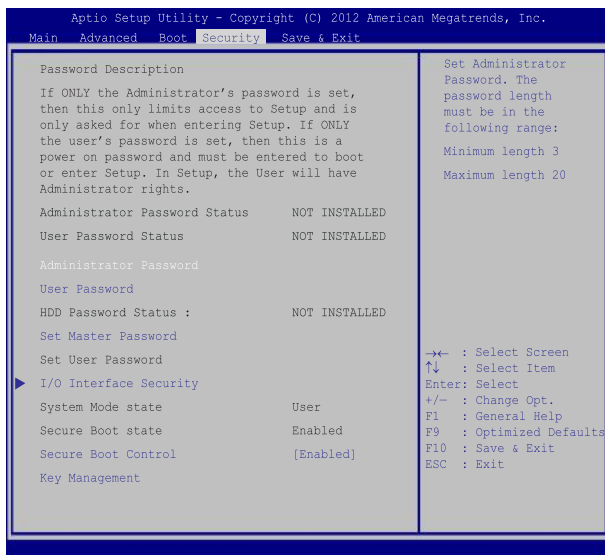 Aptio Setup Utility - Copyright (C) 2012 American Megatrends, Inc.
Main Advanced Boot Security Save & Exit
Password Description
If ONLY the Administrator's password is set,
then this only limits access to Setup and is
only asked for when entering Setup. If ONLY
the user's password is set, then this is a
power on password and must be entered to boot
or enter Setup. In Setup, the User will have
Administrator rights.
Administrator Password Status NOT INSTALLED
User Password Status NOT INSTALLED
Administrator Password
User Password
HDD Password Status : NOT INSTALLED
Set Master Password
Set User Password
I/O Interface Security
System Mode state User
Secure Boot state Enabled
Secure Boot Control [Enabled]
Key Management
Set Administrator
Password. The
password length
must be in the
following range:
Minimum length 3
Maximum length 20
→← : Select Screen
↑↓ : Select Item
Enter: Select
+/— : Change Opt.
F1 : General Help
F9 : Optimized Defaults
F10 : Save & Exit
ESC : Exit